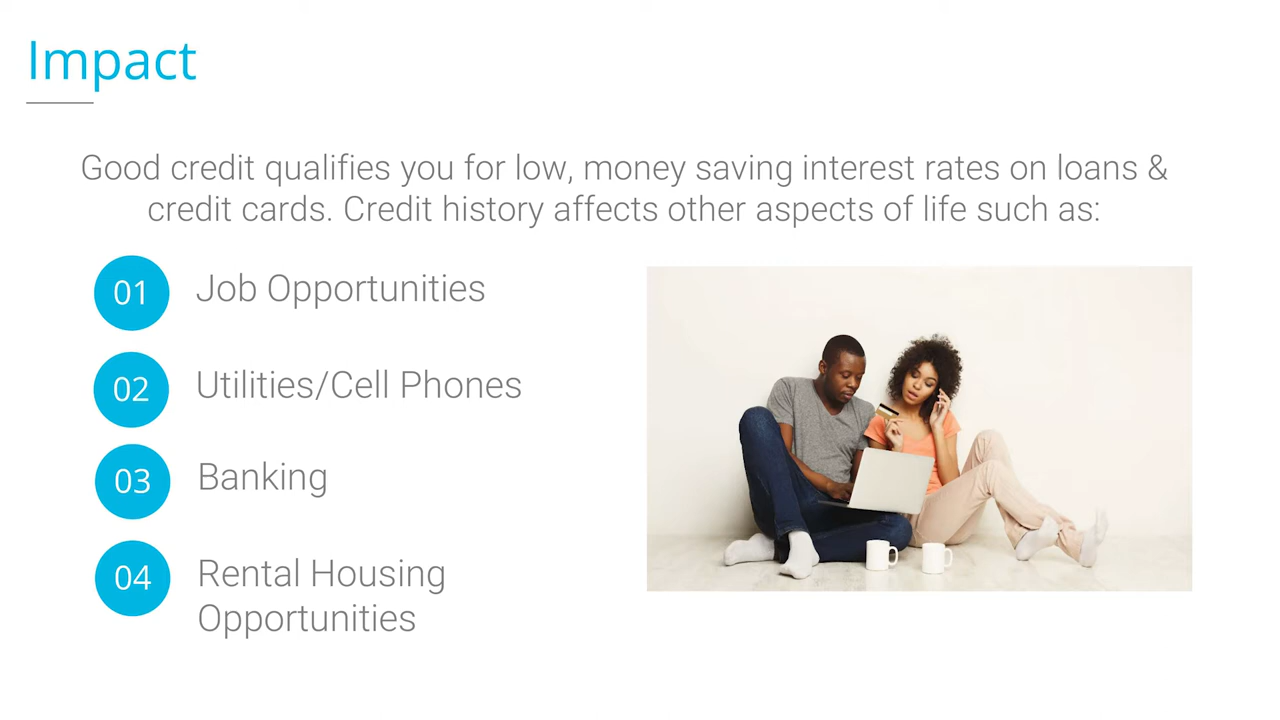 Impact
Good credit qualifies you for low, money saving interest rates on loans &
credit cards. Credit history affects other aspects of life such as:
01 Job Opportunities
02 Utilities/Cell Phones
03 Banking
04 Rental Housing
Opportunities